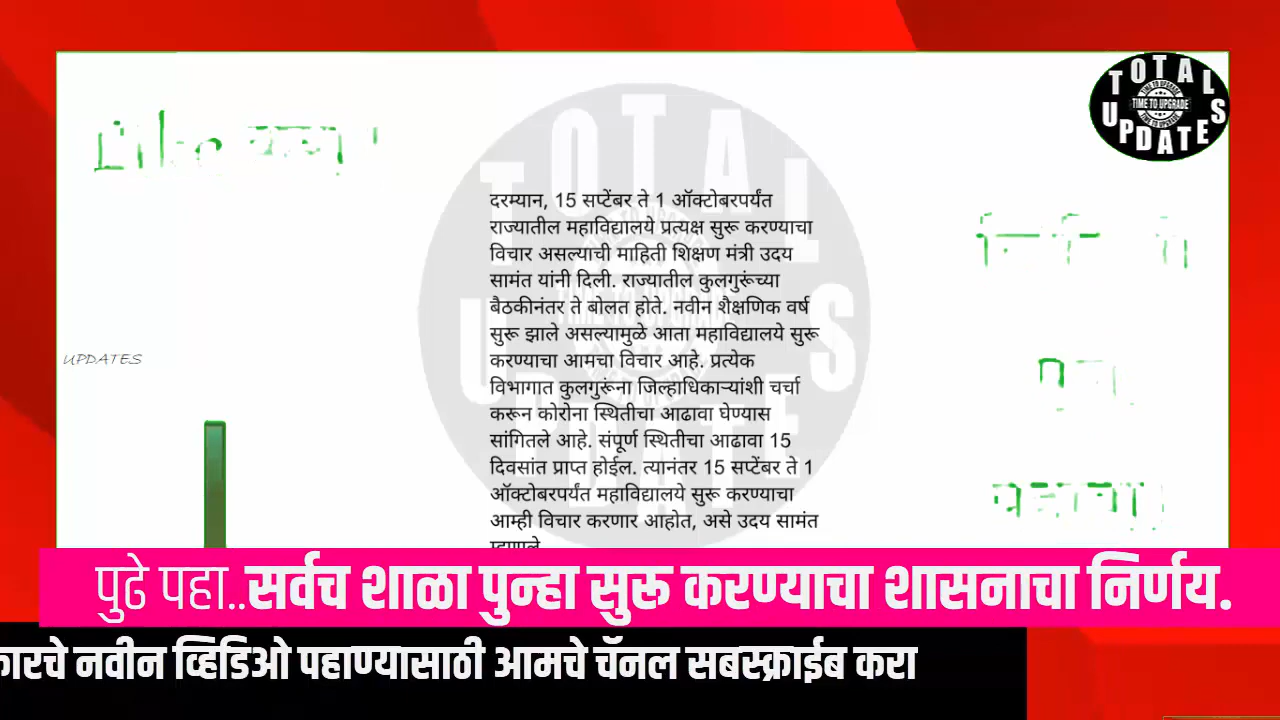 TOTAL
UPDATES
TIME TO UPGRADE
दरम्यान, 15 सप्टेंबर ते 1 ऑक्टोबरपर्यंत
राज्यातील महाविद्यालये प्रत्यक्ष सुरू करण्याचा
विचार असल्याची माहिती शिक्षण मंत्री उदय
सामंत यांनी दिली. राज्यातील कुलगुरूंच्या
बैठकीनंतर ते बोलत होते. नवीन शैक्षणिक वर्ष
सुरू झाले असल्यामुळे आता महाविद्यालये सुरू
करण्याचा आमचा विचार आहे. प्रत्येक
विभागात कुलगुरूंना जिल्हाधिकाऱ्यांशी चर्चा
करून कोरोना स्थितीचा आढावा घेण्यास
सांगितले आहे. संपूर्ण स्थितीचा आढावा 15
दिवसांत प्राप्त होईल. त्यानंतर 15 सप्टेंबर ते 1
ऑक्टोबरपर्यंत महाविद्यालये सुरू करण्याचा
आम्ही विचार करणार आहोत, असे उदय सामंत
UPDATES
पुढे पहा..सर्वच शाळा पुन्हा सुरू करण्याचा शासनाचा निर्णय.
नवीन व्हिडिओ पहाण्यासाठी आमचे चॅनल सबस्क्राईब करा